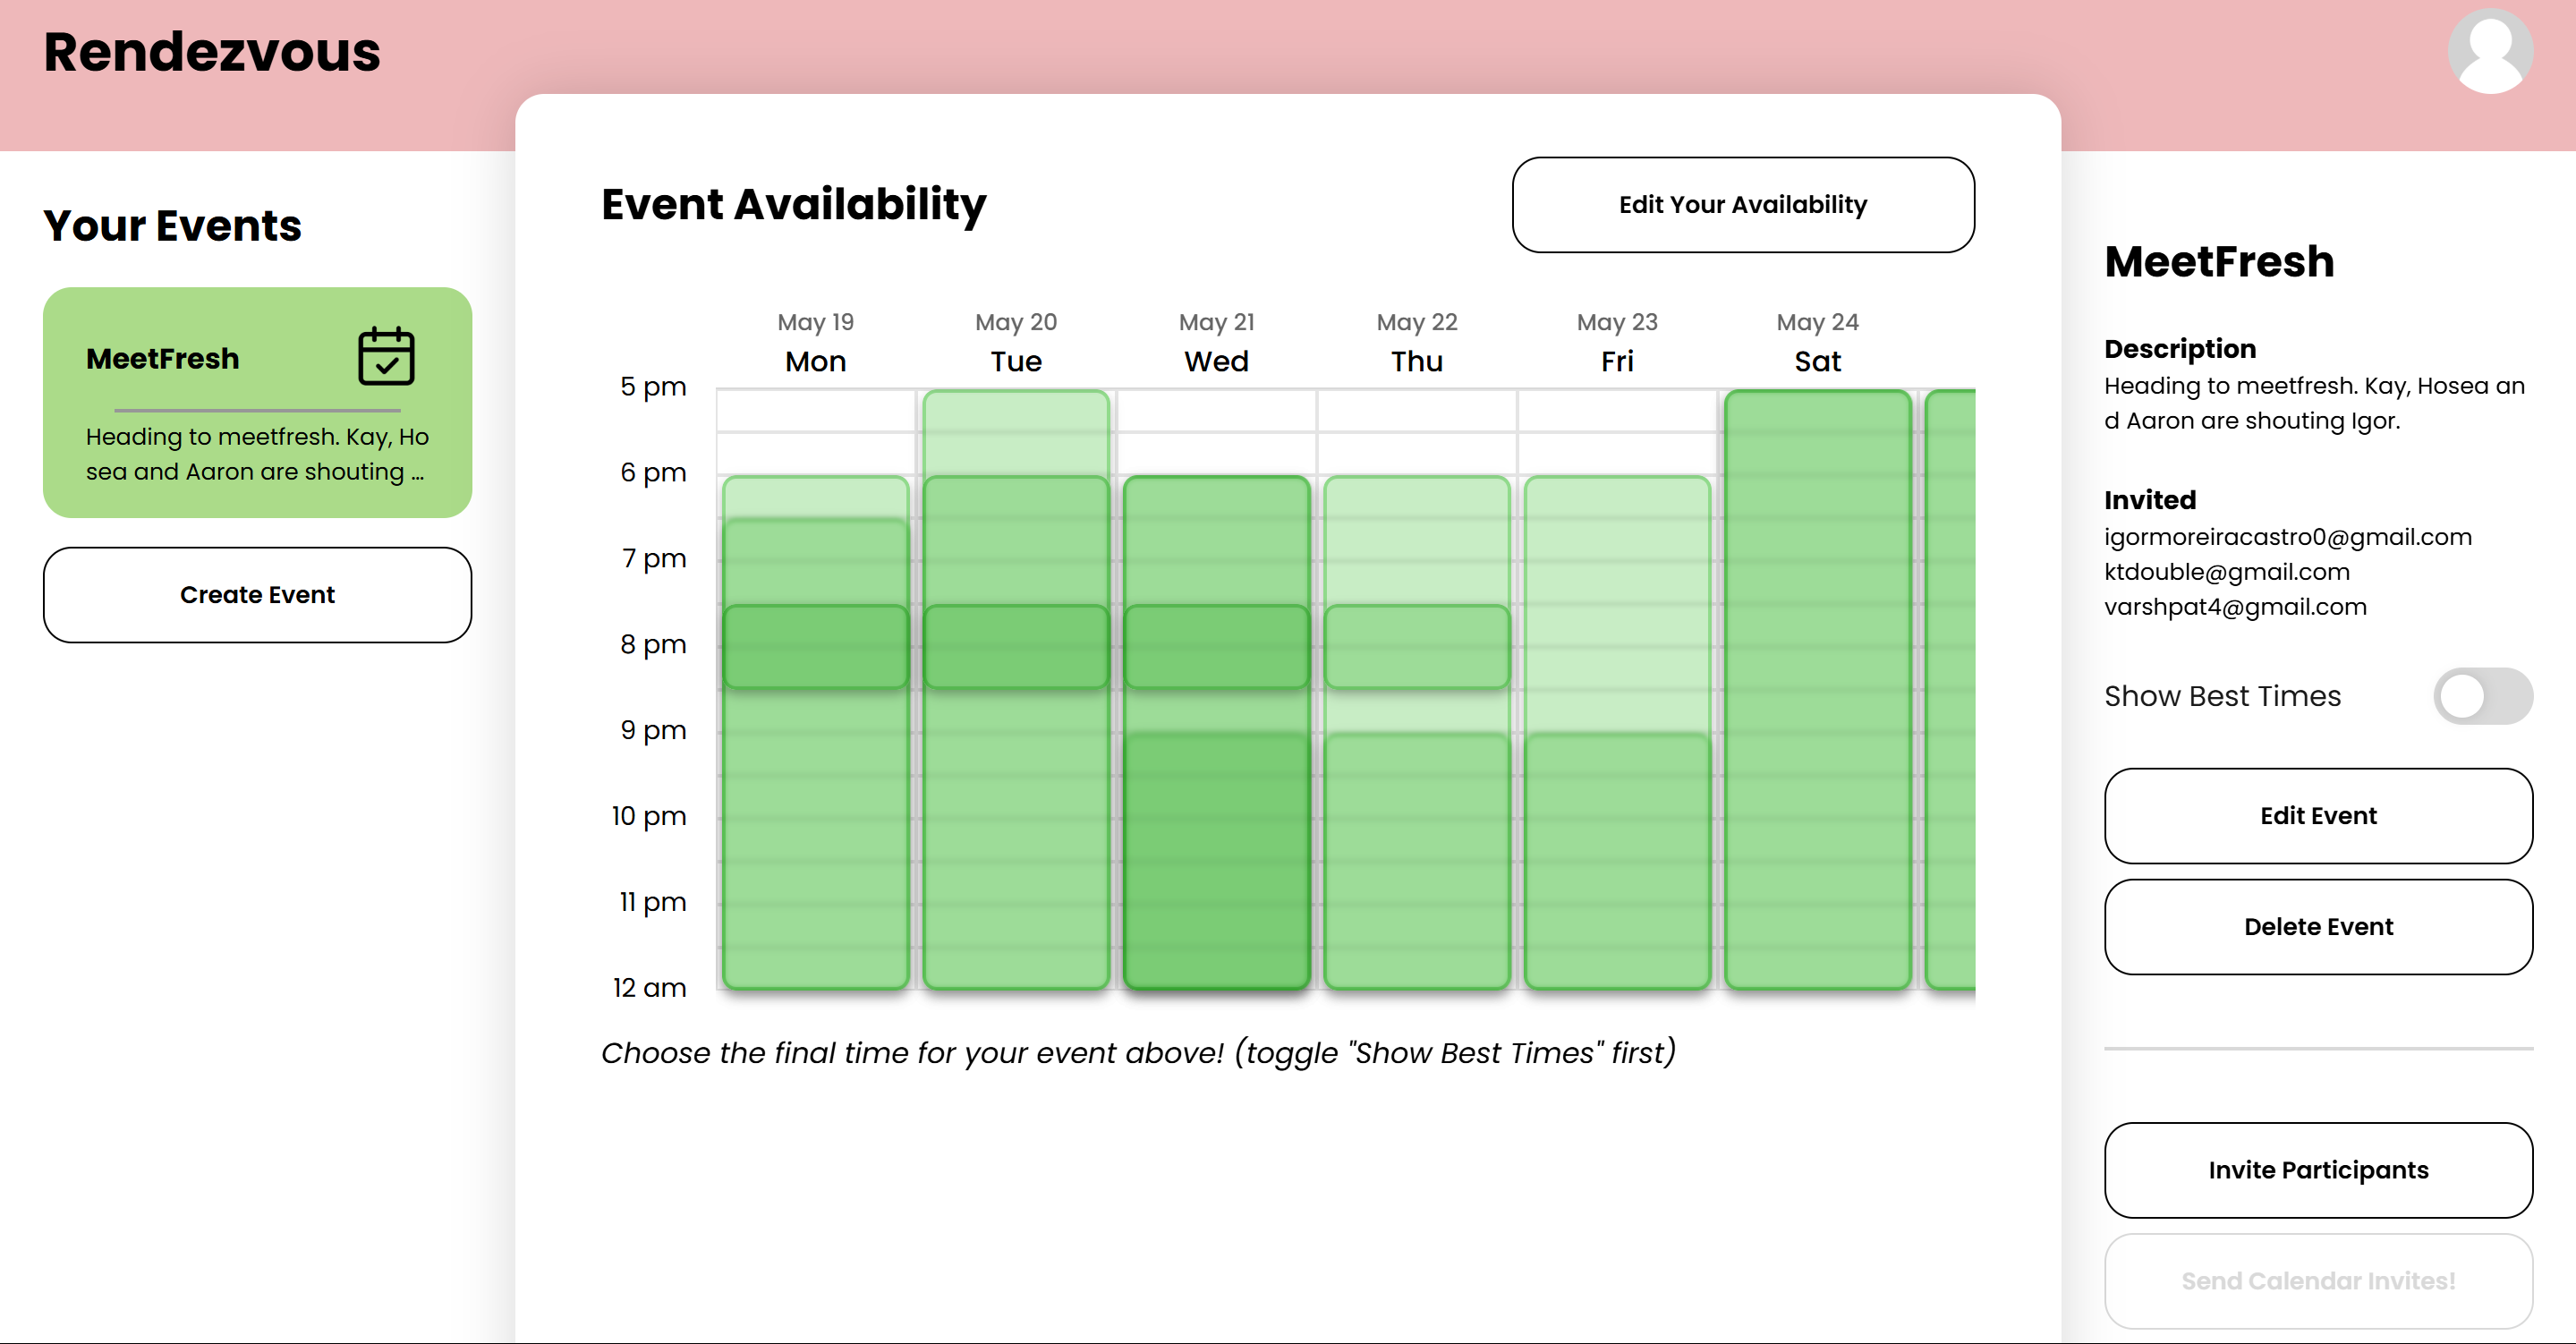 Rendezvous
Your Events
MeetFresh
Heading to meetfresh. Kay, Ho
sea and Aaron are shouting ...
Create Event
Event Availability
Edit Your Availability
May 19
Mon
May 20
Tue
May 21
Wed
May 22
Thu
May 23
Fri
May 24
Sat
5 pm
6 pm
7 pm
8 pm
9 pm
10 pm
11 pm
12 am
Choose the final time for your event above! (toggle "Show Best Times" first)
MeetFresh
Description
Heading to meetfresh. Kay, Hosea an
d Aaron are shouting Igor.
Invited
igormoreiracastro0@gmail.com
ktdouble@gmail.com
varshpat4@gmail.com
Show Best Times
Edit Event
Delete Event
Invite Participants
Send Calendar Invites!